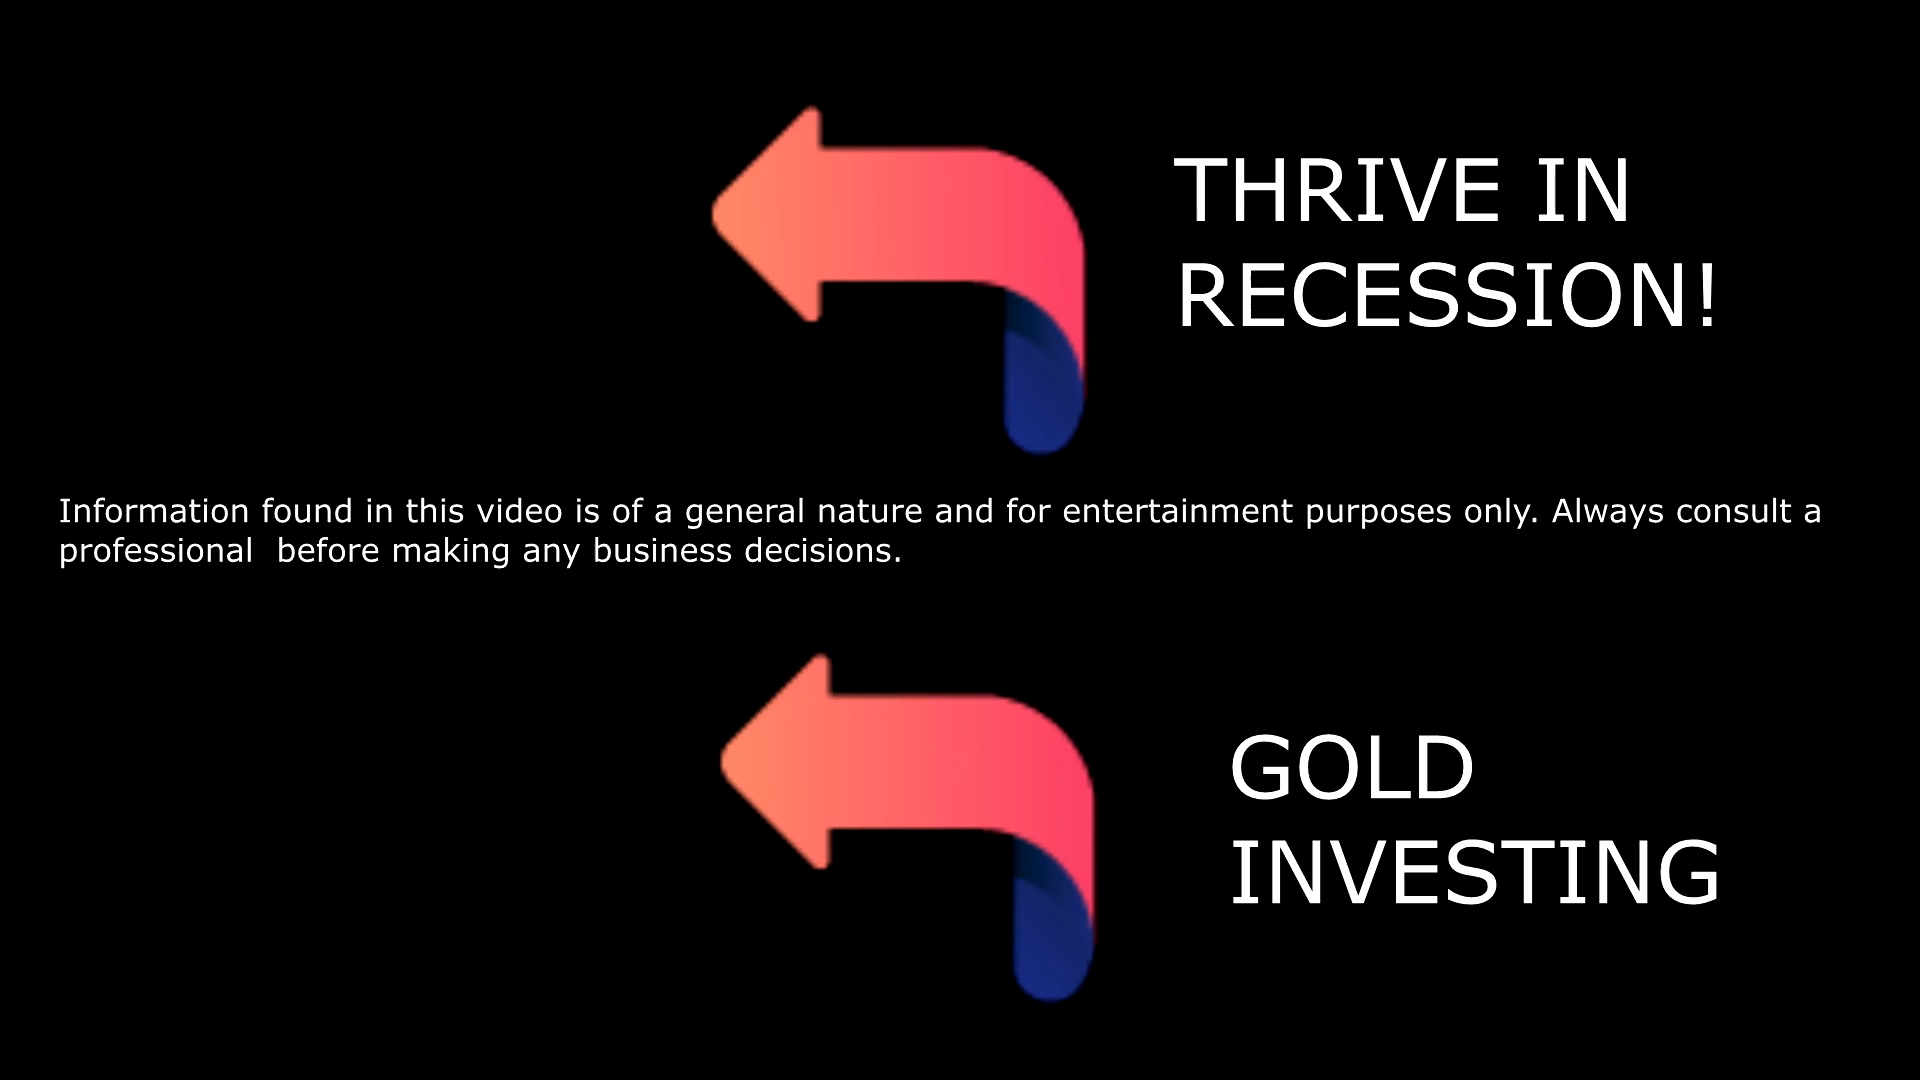 THRIVE IN
RECESSION!
Information found in this video is of a general nature and for entertainment purposes only. Always consult a
professional  before making any business decisions.
GOLD
INVESTING